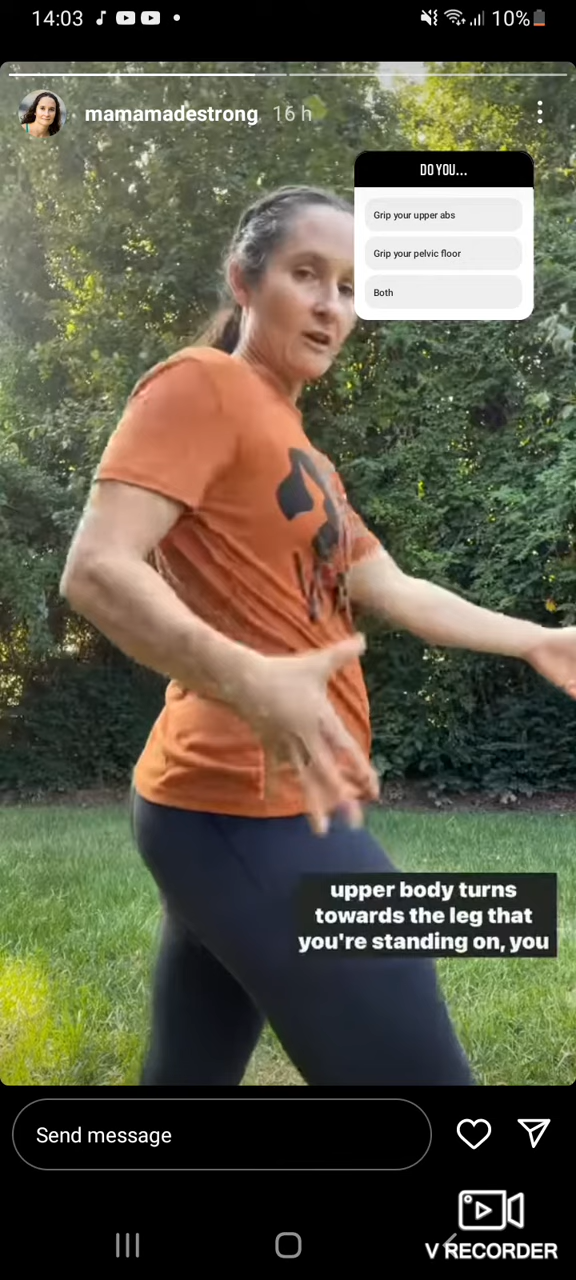 14:03
10%
mamamadestrong 16 h
DO YOU...
Grip your upper abs
Grip your pelvic floor
Both
upper body turns
towards the leg that
you're standing on, you
Send message
V RECORDER